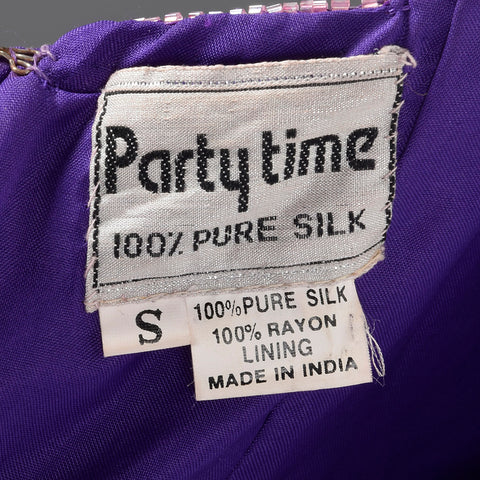 Partytime
100% PURE SILK
S
100% PURE SILK
100% RAYON
LINING
MADE IN INDIA